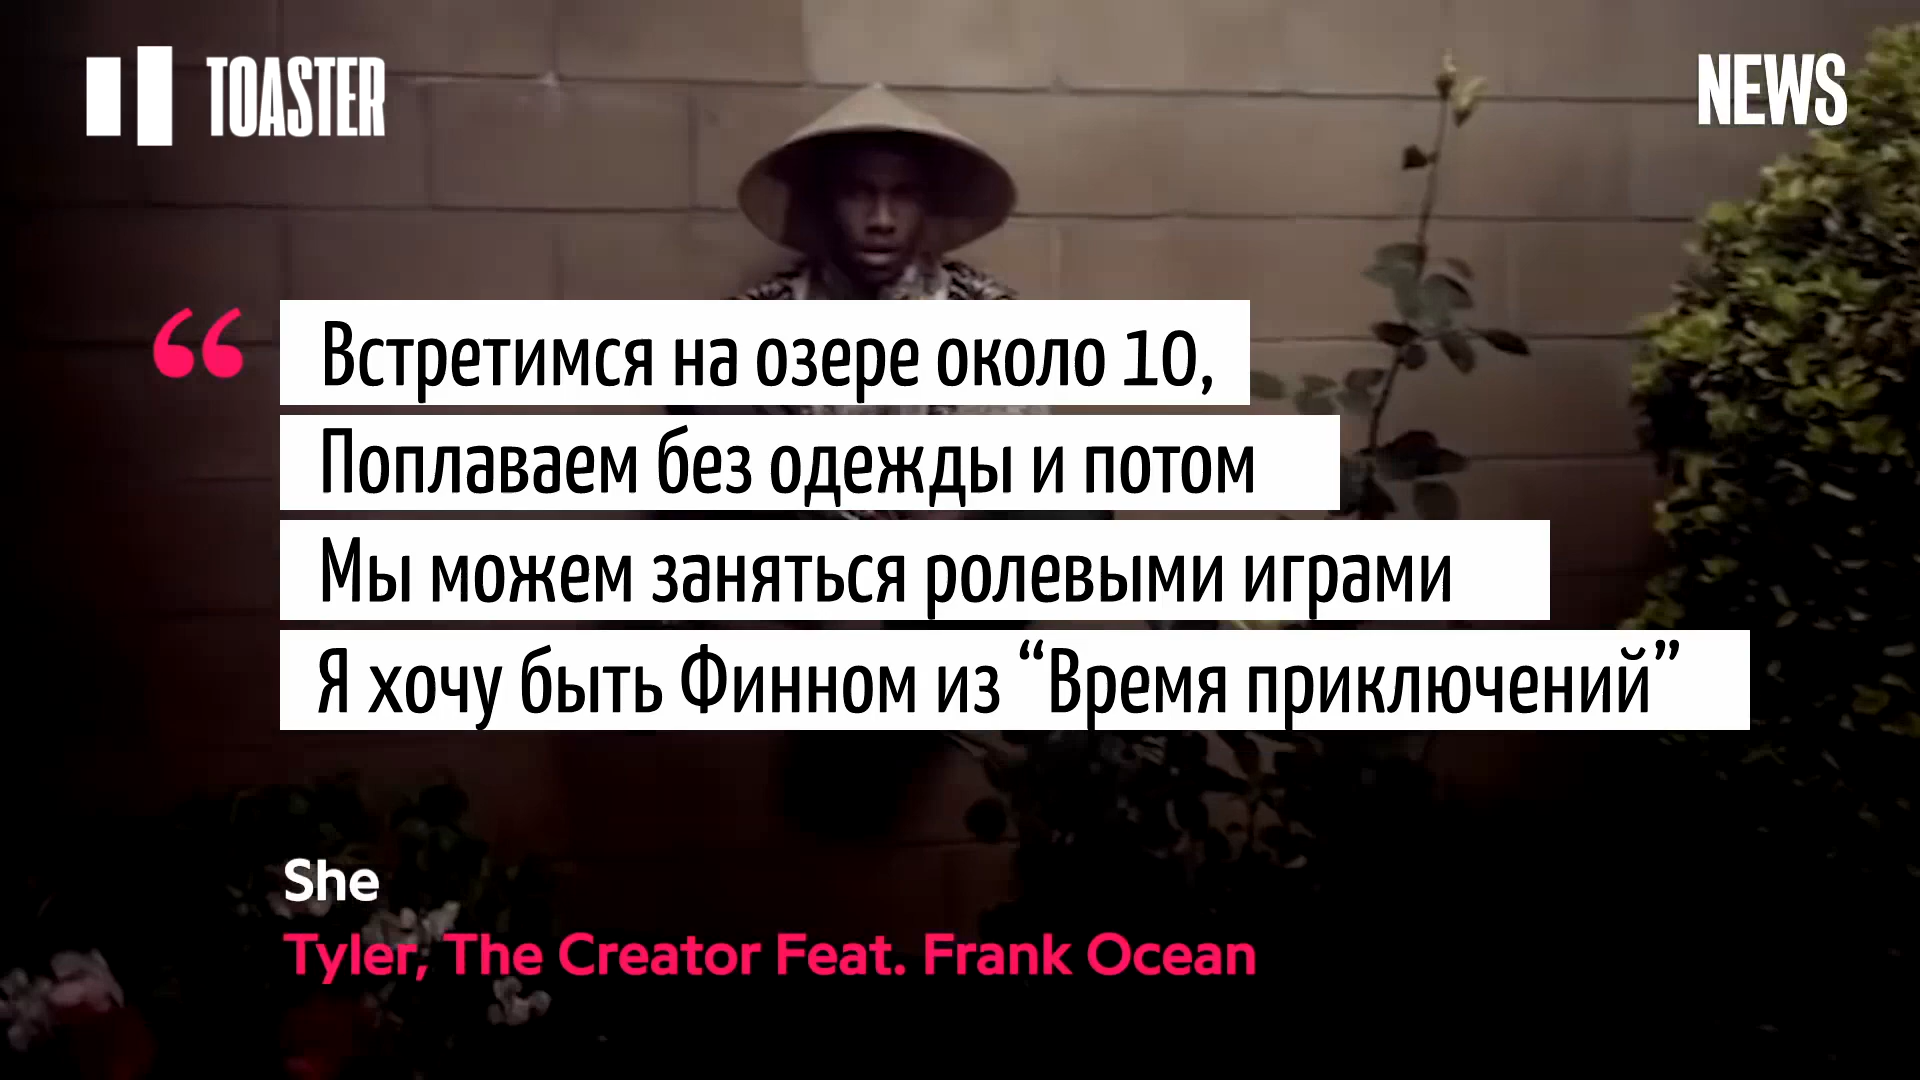 TOASTER
NEWS
“
Встретимся на озере около 10,
Поплаваем без одежды и потом
Мы можем заняться ролевыми играми
Я хочу быть Финном из “Время приключений”
She
Tyler, The Creator Feat. Frank Ocean